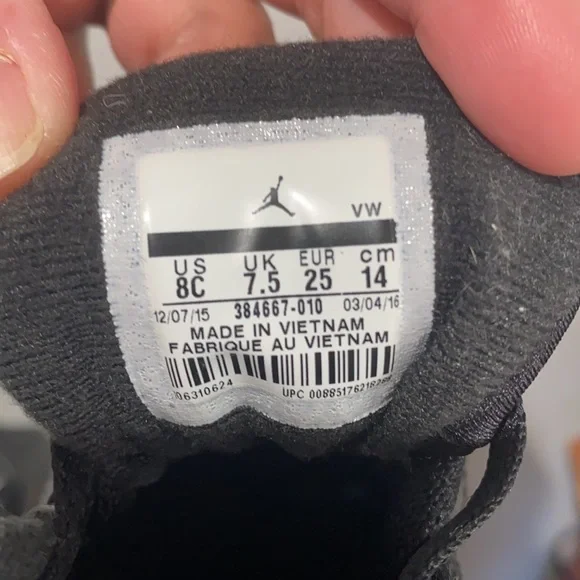 VW
US UK EUR cm
8C 7.5 25 14
12/07/15 384667-010 03/04/16
MADE IN VIETNAM
FABRIQUE AU VIETNAM
UPC